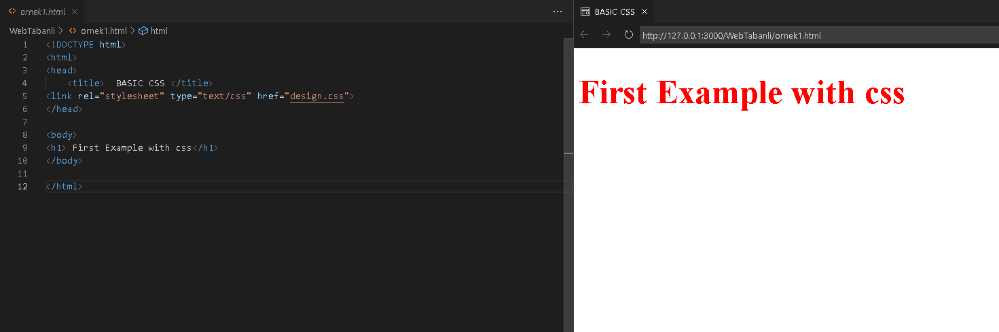 ornek1.html
WebTabanli > ornek1.html > html
1 <!DOCTYPE html>
2 <html>
3 <head>
4 <title> BASIC CSS </title>
5 <link rel="stylesheet" type="text/css" href="design.css">
6 </head>
7
8 <body>
9 <h1> First Example with css</h1>
10 </body>
11
12 </html>
BASIC CSS
http://127.0.0.1:3000/WebTabanli/ornek1.html
First Example with css